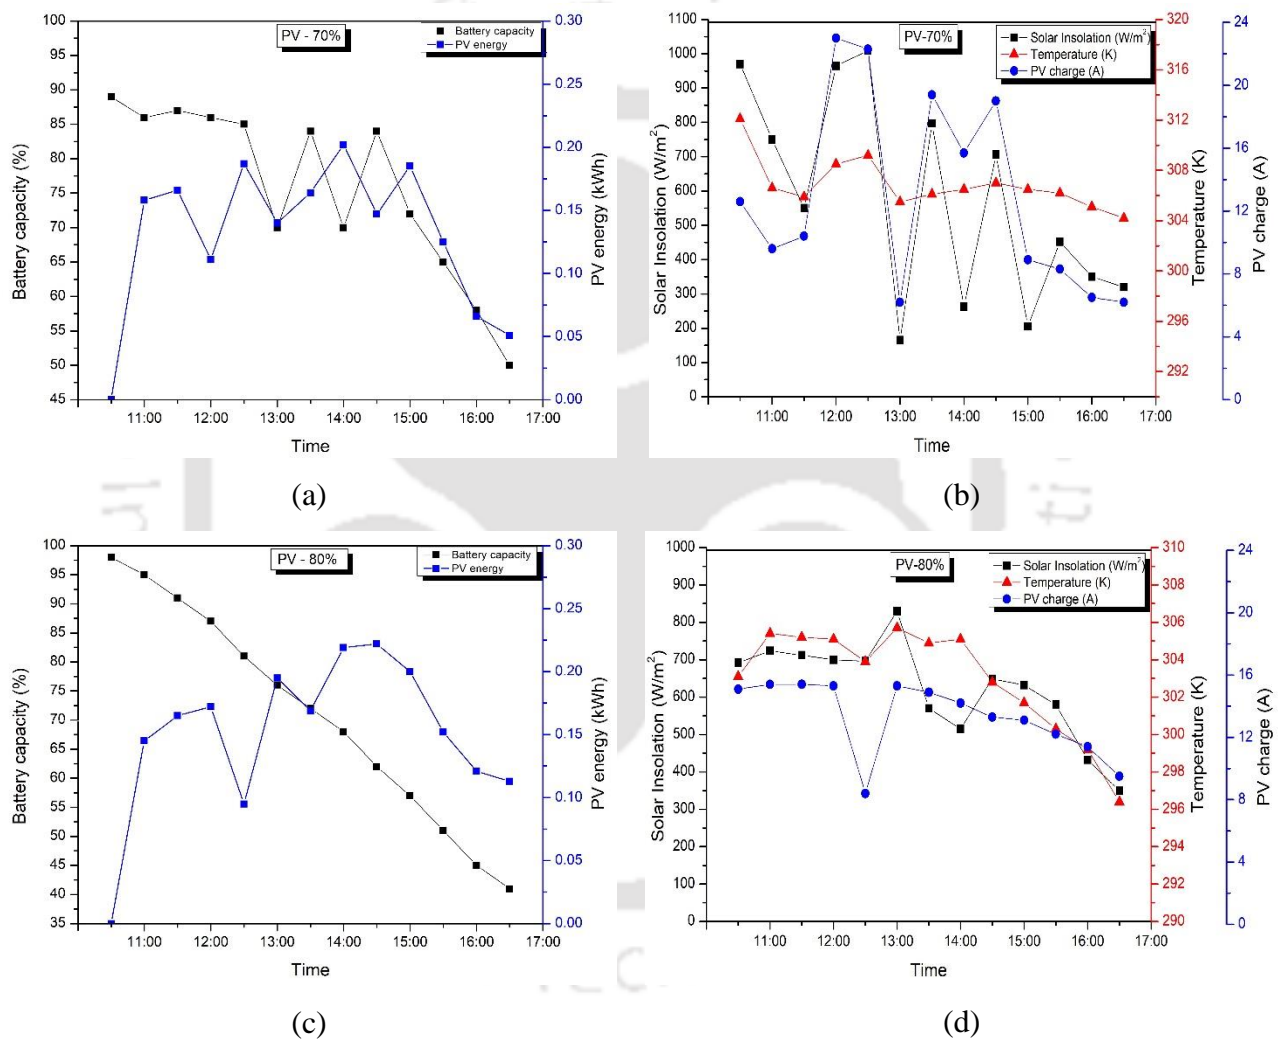 PV - 70%
Battery capacity
PV energy
100
95
90
85
80
75
70
65
60
55
50
45
Battery capacity (%)
0.30
0.25
0.20
0.15
0.10
0.05
0.00
PV energy (kWh)
11:00 12:00 13:00 14:00 15:00 16:00 17:00
Time
(a)
PV-70%
Solar Insolation (W/m²)
Temperature (K)
PV charge (A)
1100
1000
900
800
700
600
500
400
300
200
100
0
Solar Insolation (W/m²)
320
316
312
308
304
300
296
292
Temperature (K)
24
20
16
12
8
4
0
PV charge (A)
11:00 12:00 13:00 14:00 15:00 16:00 17:00
Time
(b)
PV - 80%
Battery capacity
PV energy
100
95
90
85
80
75
70
65
60
55
50
45
40
35
Battery capacity (%)
0.30
0.25
0.20
0.15
0.10
0.05
0.00
PV energy (kWh)
11:00 12:00 13:00 14:00 15:00 16:00 17:00
Time
(c)
PV-80%
Solar Insolation (W/m²)
Temperature (K)
PV charge (A)
1000
900
800
700
600
500
400
300
200
100
0
Solar Insolation (W/m²)
310
308
306
304
302
300
298
296
294
292
290
Temperature (K)
24
20
16
12
8
4
0
PV charge (A)
11:00 12:00 13:00 14:00 15:00 16:00 17:00
Time
(d)